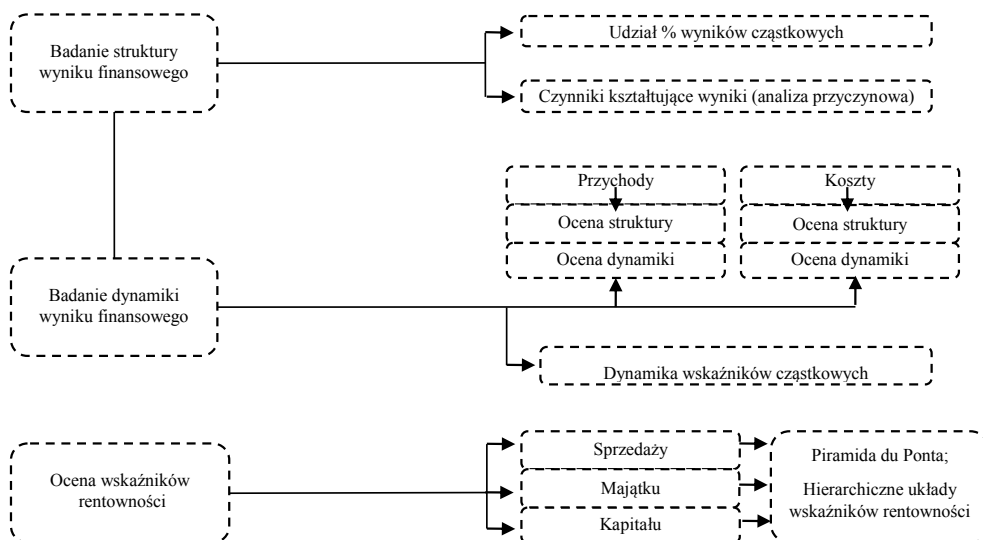 Badanie struktury
wyniku finansowego
Udział % wyników cząstkowych
Czynniki kształtujące wyniki (analiza przyczynowa)
Przychody
Ocena struktury
Ocena dynamiki
Koszty
Ocena struktury
Ocena dynamiki
Badanie dynamiki
wyniku finansowego
Dynamika wskaźników cząstkowych
Ocena wskaźników
rentowności
Sprzedaży
Majątku
Kapitału
Piramida du Ponta;
Hierarchiczne układy
wskaźników rentowności